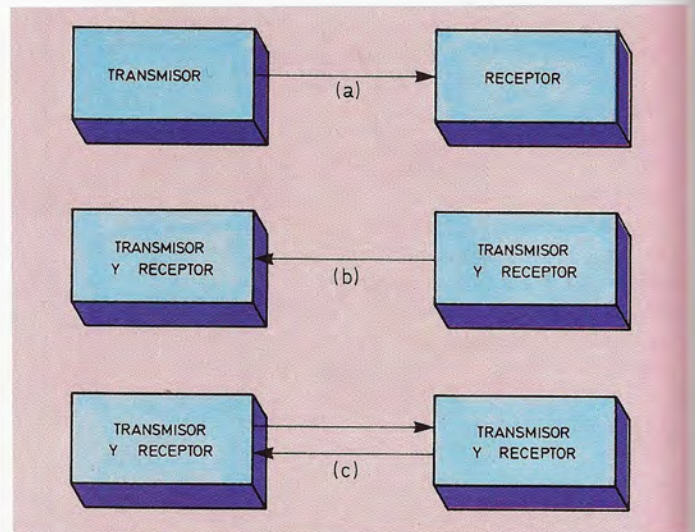 TRANSMISOR
(a)
RECEPTOR
TRANSMISOR
Y RECEPTOR
(b)
TRANSMISOR
Y RECEPTOR
TRANSMISOR
Y RECEPTOR
(c)
TRANSMISOR
Y RECEPTOR